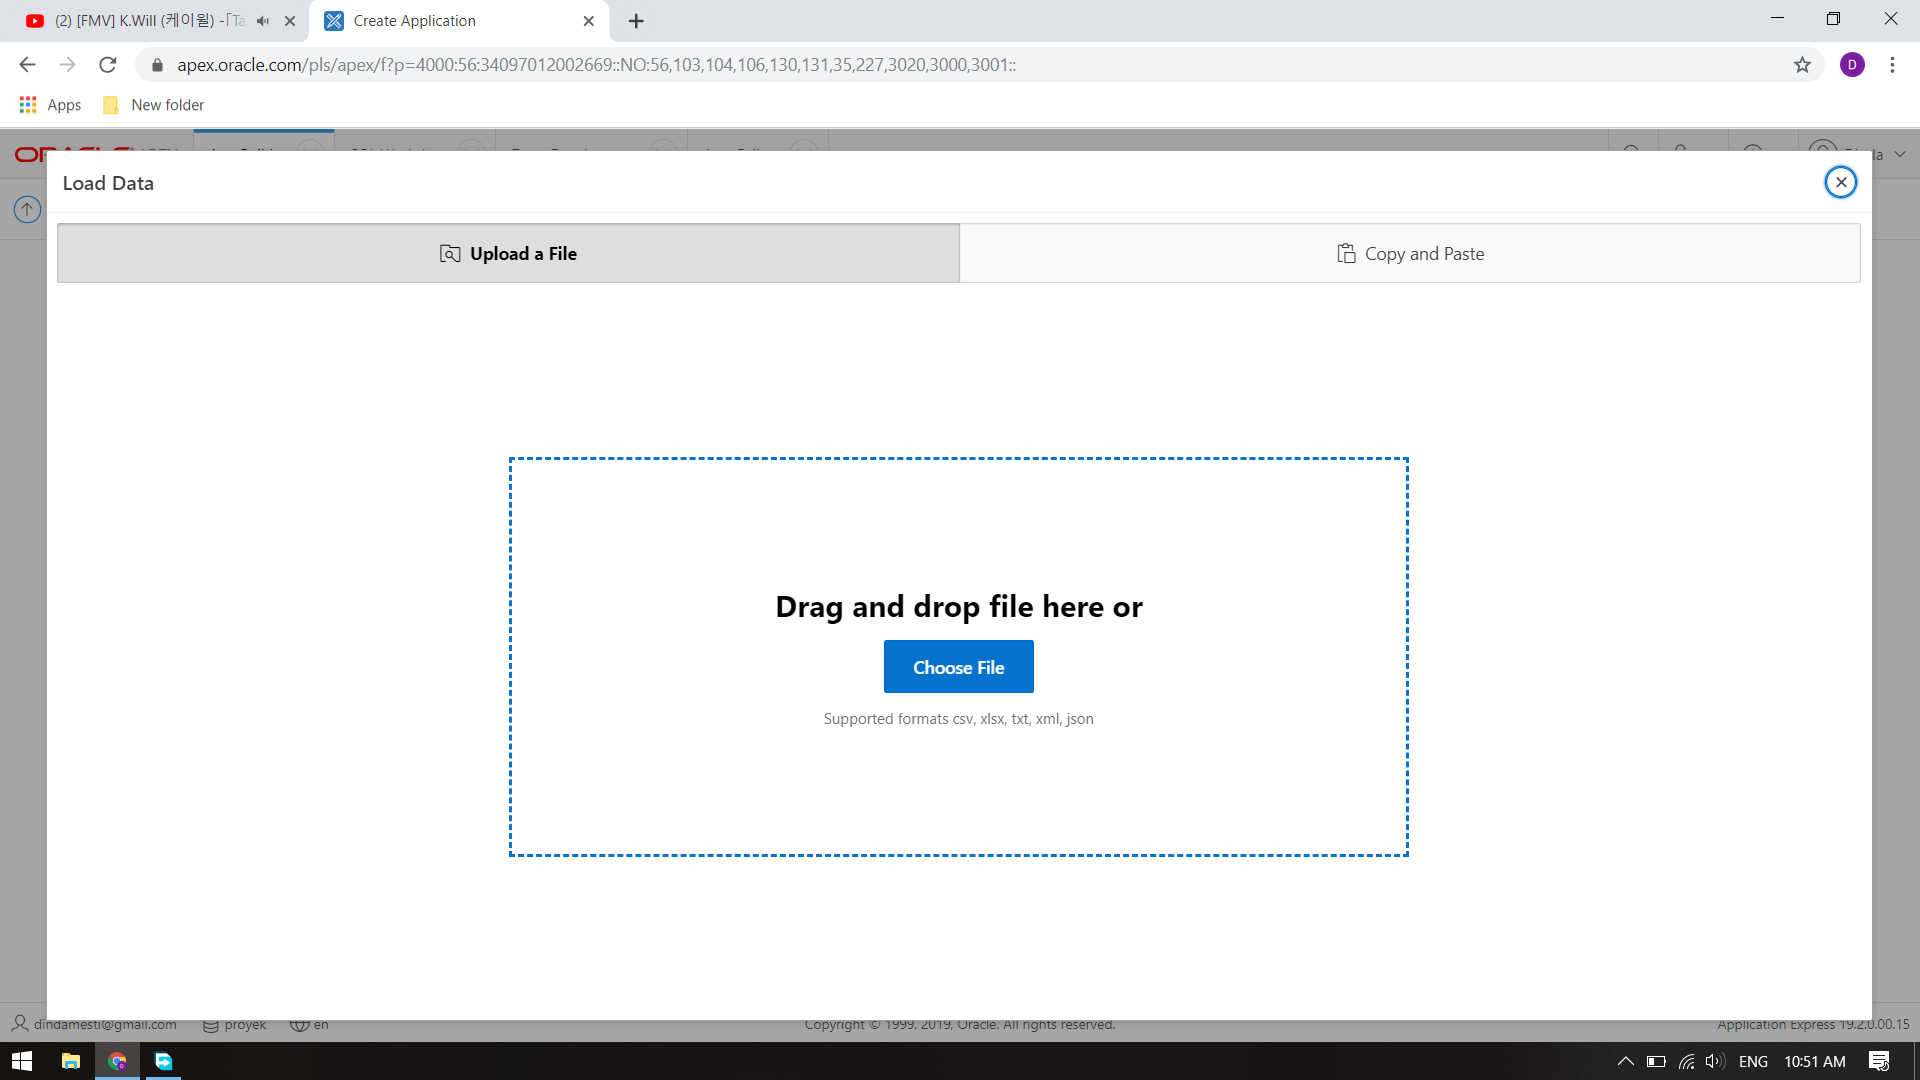 (2) [FMV] K.Will (케이윌) -「Ta
Create Application
apex.oracle.com/pls/apex/f?p=4000:56:34097012002669::NO:56,103,104,106,130,131,35,227,3020,3000,3001::
D
Apps
New folder
Load Data
Upload a File
Copy and Paste
Drag and drop file here or
Choose File
Supported formats csv, xlsx, txt, xml, json
dindamesti@gmail.com
proyek
en
Copyright © 1999, 2019, Oracle. All rights reserved.
Application Express 19.2.0.00.15
ENG
10:51 AM